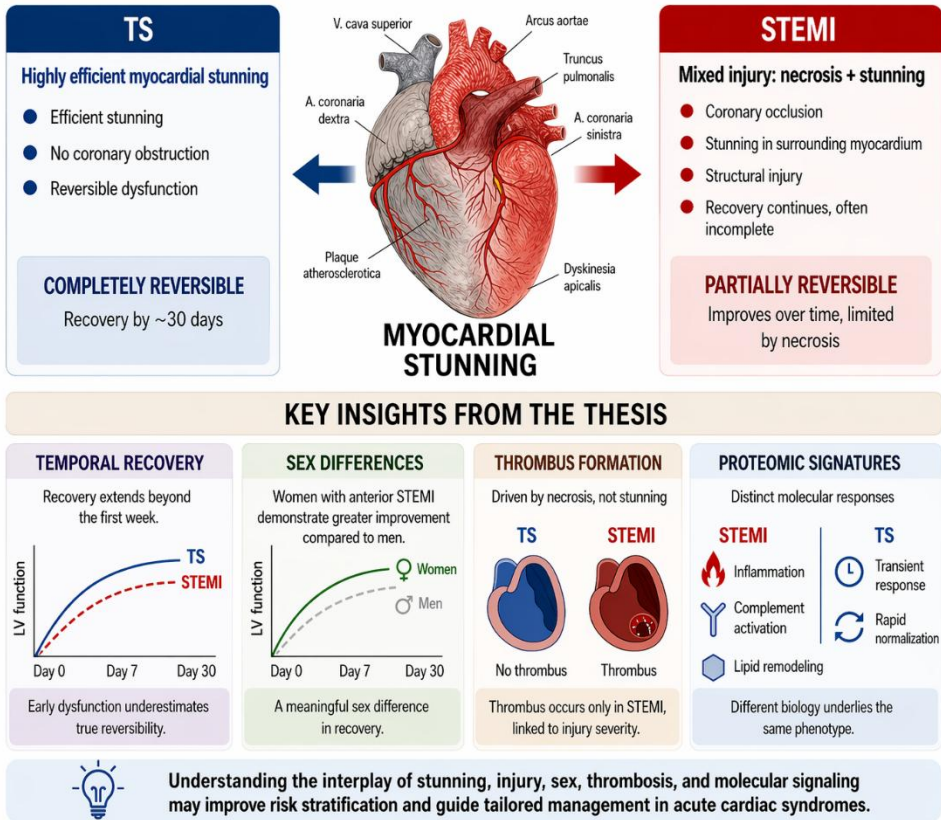 TS
Highly efficient myocardial stunning
Efficient stunning
No coronary obstruction
Reversible dysfunction
COMPLETELY REVERSIBLE
Recovery by ~30 days
V. cava superior
Arcus aortae
Truncus
pulmonalis
A. coronaria
dextra
A. coronaria
sinistra
Plaque
atherosclerotica
Dyskinesia
apicalis
MYOCARDIAL
STUNNING
STEMI
Mixed injury: necrosis + stunning
Coronary occlusion
Stunning in surrounding myocardium
Structural injury
Recovery continues, often
incomplete
PARTIALLY REVERSIBLE
Improves over time, limited
by necrosis
KEY INSIGHTS FROM THE THESIS
TEMPORAL RECOVERY
Recovery extends beyond
the first week.
LV function
TS
STEMI
Day 0 Day 7 Day 30
Early dysfunction underestimates
true reversibility.
SEX DIFFERENCES
Women with anterior STEMI
demonstrate greater improvement
compared to men.
LV function
Women
Men
Day 0 Day 7 Day 30
A meaningful sex difference
in recovery.
THROMBUS FORMATION
Driven by necrosis, not stunning
TS STEMI
No thrombus Thrombus
Thrombus occurs only in STEMI,
linked to injury severity.
PROTEOMIC SIGNATURES
Distinct molecular responses
STEMI
Inflammation
Complement
activation
Lipid remodeling
TS
Transient
response
Rapid
normalization
Different biology underlies the
same phenotype.
Understanding the interplay of stunning, injury, sex, thrombosis, and molecular signaling
may improve risk stratification and guide tailored management in acute cardiac syndromes.